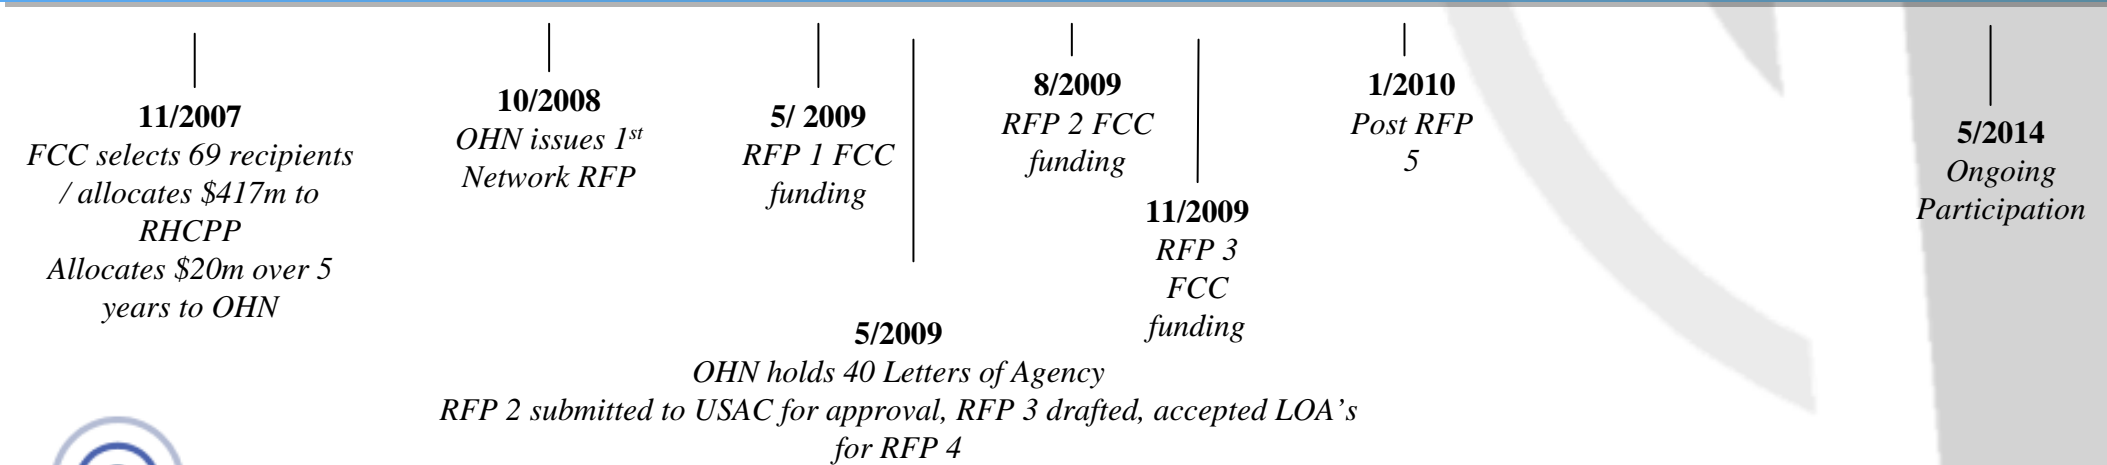 11/2007
FCC selects 69 recipients
/ allocates $417m to
RHCPP
Allocates $20m over 5
years to OHN
10/2008
OHN issues 1st
Network RFP
5/ 2009
RFP 1 FCC
funding
5/2009
OHN holds 40 Letters of Agency
RFP 2 submitted to USAC for approval, RFP 3 drafted, accepted LOA’s
for RFP 4
8/2009
RFP 2 FCC
funding
11/2009
RFP 3
FCC
funding
1/2010
Post RFP
5
5/2014
Ongoing
Participation